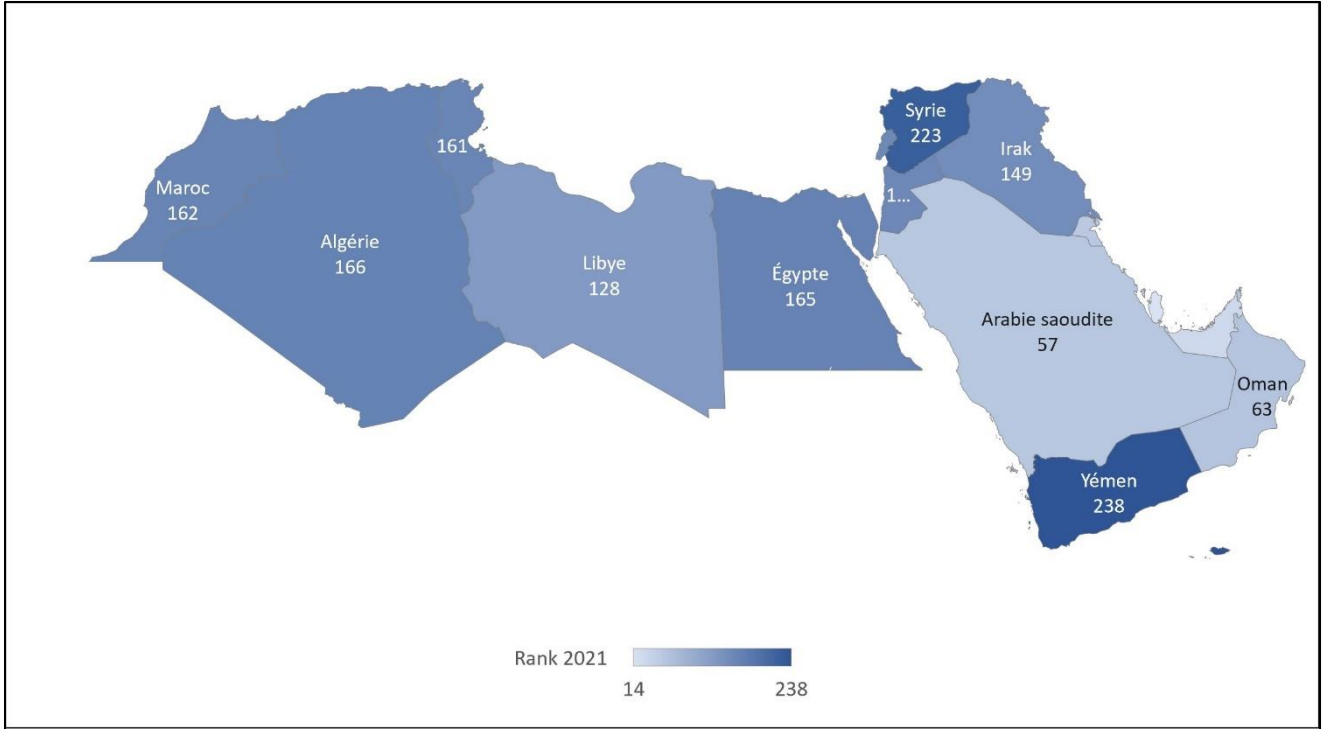 Maroc
162
Algérie
166
161
Libye
128
Égypte
165
Syrie
223
Irak
149
1...
Arabie saoudite
57
Oman
63
Yémen
238
Rank 2021
14
238